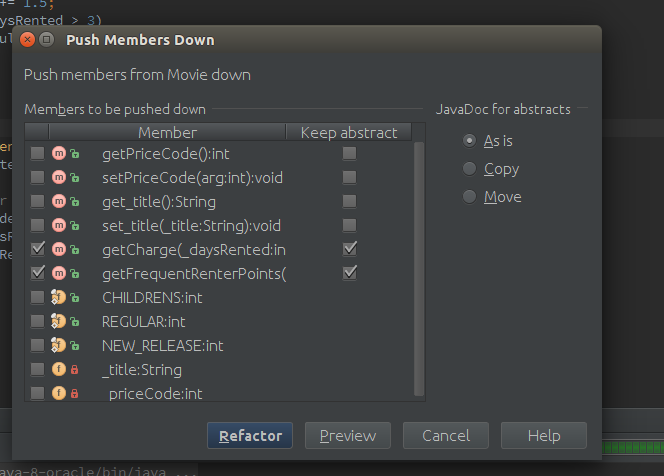 += 1.5;
ysRented > 3)
ul
Push Members Down
Push members from Movie down
Members to be pushed down
JavaDoc for abstracts
Member
Keep abstract
m getPriceCode():int
As is
m setPriceCode(arg:int):void
Copy
m get_title():String
Move
m set_title(_title:String):void
m getCharge(_daysRented:in
m getFrequentRenterPoints(
f CHILDRENS:int
f REGULAR:int
f NEW_RELEASE:int
f _title:String
f _priceCode:int
Refactor
Preview
Cancel
Help
ava-8-oracle/bin/java ...